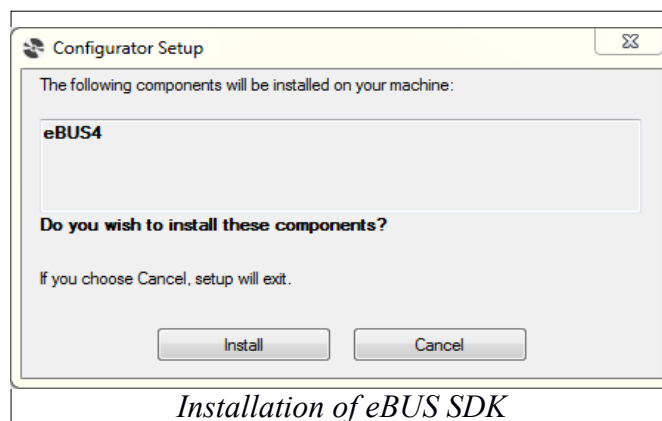 Configurator Setup
The following components will be installed on your machine:
eBUS4
Do you wish to install these components?
If you choose Cancel, setup will exit.
Install
Cancel
Installation of eBUS SDK